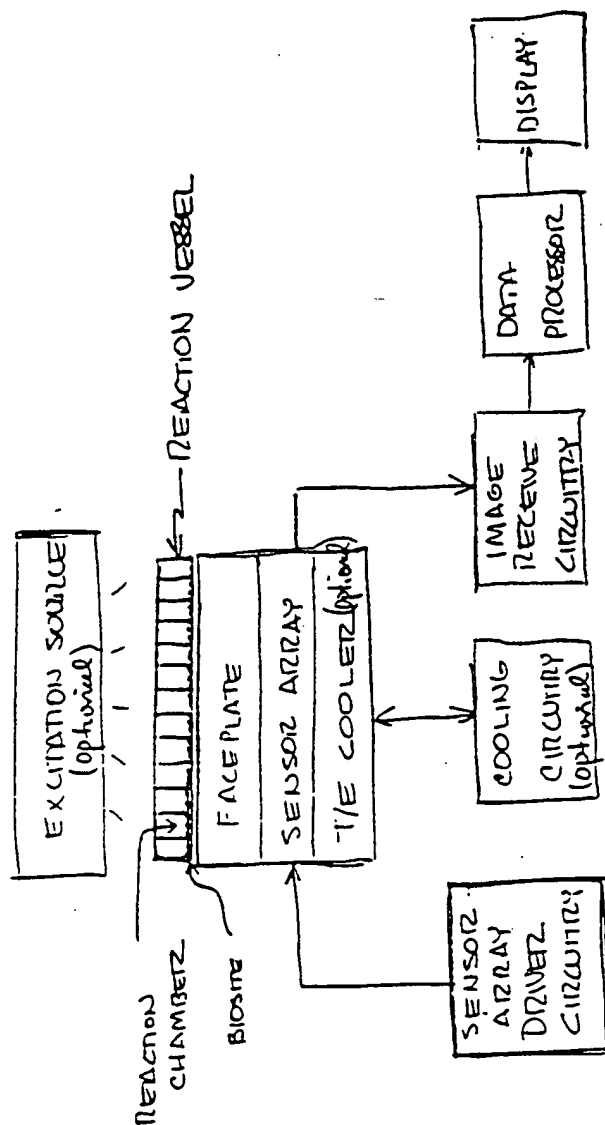 EXCITATION SOURCE
(optional)
REACTION VESSEL
REACTION
CHAMBER
BIOSITE
FACEPLATE
SENSOR ARRAY
T/E COOLER (optional)
SENSOR
ARRAY
DRIVER
CIRCUITRY
COOLING
CIRCUITRY
(optional)
IMAGE
RECEIVE
CIRCUITRY
DATA
PROCESSOR
DISPLAY